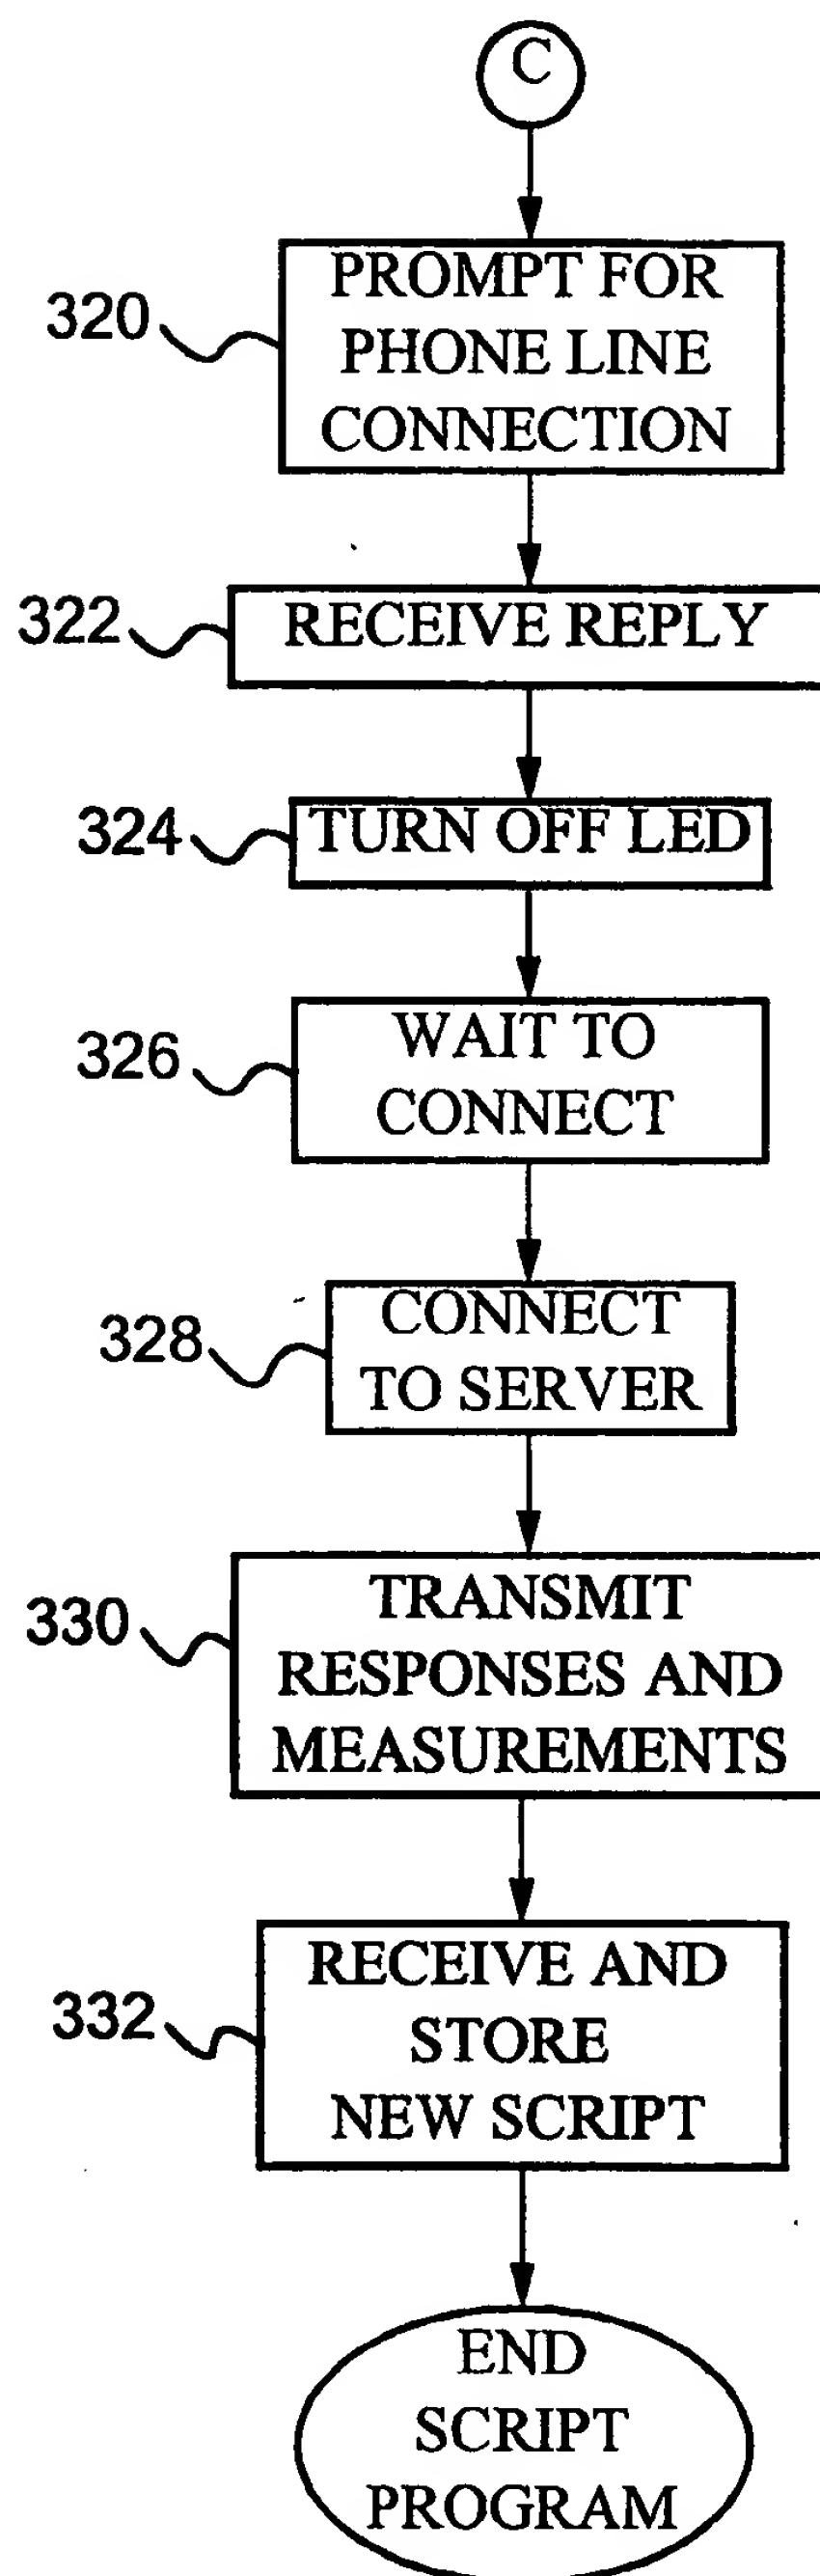 C
320
PROMPT FOR
PHONE LINE
CONNECTION
322
RECEIVE REPLY
324
TURN OFF LED
326
WAIT TO
CONNECT
328
CONNECT
TO SERVER
330
TRANSMIT
RESPONSES AND
MEASUREMENTS
332
RECEIVE AND
STORE
NEW SCRIPT
END
SCRIPT
PROGRAM